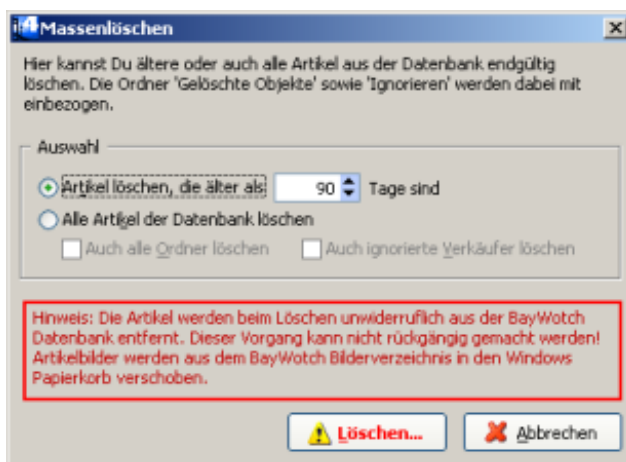 Massenlöschen
Hier kannst Du ältere oder auch alle Artikel aus der Datenbank endgültig
löschen. Die Ordner 'Gelöschte Objekte' sowie 'Ignorieren' werden dabei mit
einbezogen.
Auswahl
Artikel löschen, die älter als 90 Tage sind
Alle Artikel der Datenbank löschen
Auch alle Ordner löschen Auch ignorierte Verkäufer löschen
Hinweis: Die Artikel werden beim Löschen unwiderruflich aus der BayWotch
Datenbank entfernt. Dieser Vorgang kann nicht rückgängig gemacht werden!
Artikelbilder werden aus dem BayWotch Bilderverzeichnis in den Windows
Papierkorb verschoben.
Löschen... Abbrechen